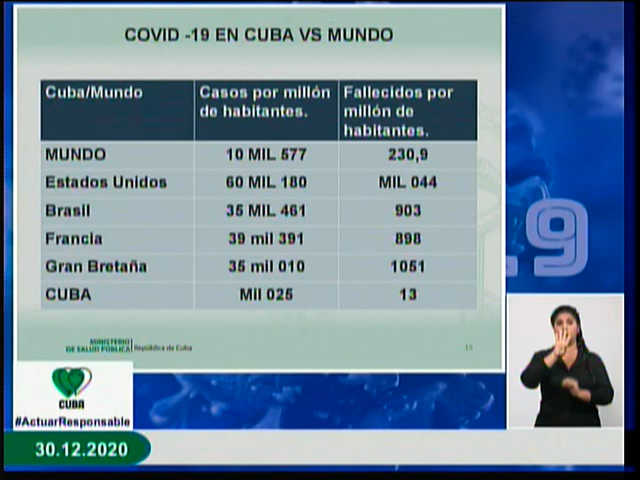 COVID -19 EN CUBA VS MUNDO
Cuba/Mundo Casos por millón de habitantes. Fallecidos por millón de habitantes.
MUNDO 10 MIL 577 230,9
Estados Unidos 60 MIL 180 MIL 044
Brasil 35 MIL 461 903
Francia 39 mil 391 898
Gran Bretaña 35 mil 010 1051
CUBA Mil 025 13
MINISTERIO
DE SALUD PÚBLICA República de Cuba
15
19
CUBA
#ActuarResponsable
30.12.2020